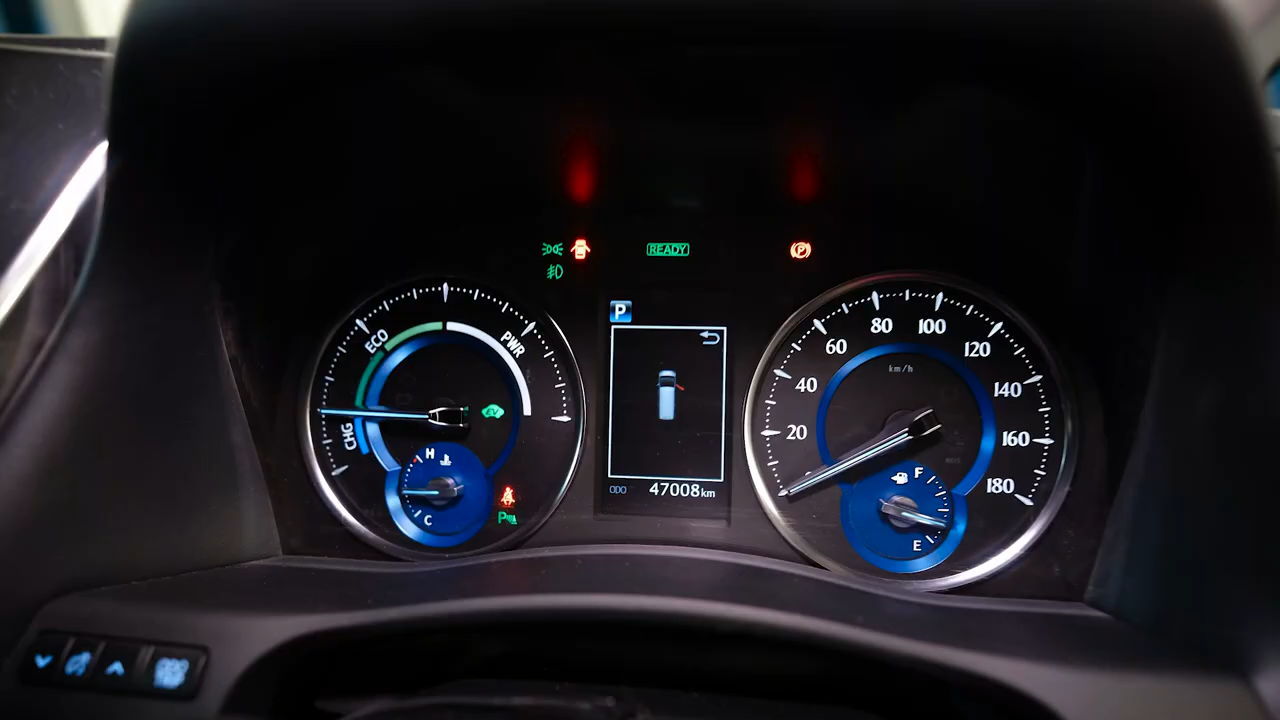 READY
P
P
ECO
PWR
EV
CHG
H
C
P
ODO 47008km
20
40
60
80
100
120
140
160
180
km/h
F
E